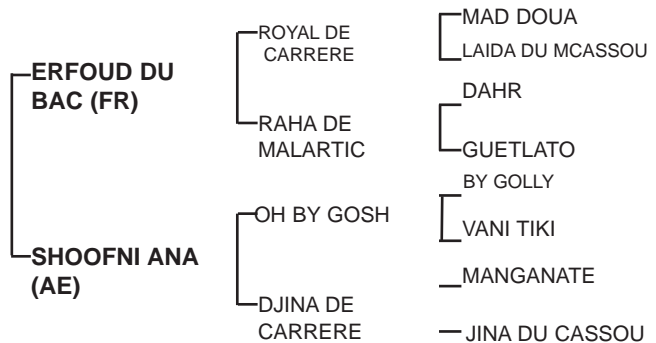 ERFOUD DU
BAC (FR)
SHOOFNI ANA
(AE)
ROYAL DE
CARRERE
RAHA DE
MALARTIC
OH BY GOSH
DJINA DE
CARRERE
MAD DOUA
LAIDA DU MCASSOU
DAHR
GUETLATO
BY GOLLY
VANI TIKI
MANGANATE
JINA DU CASSOU